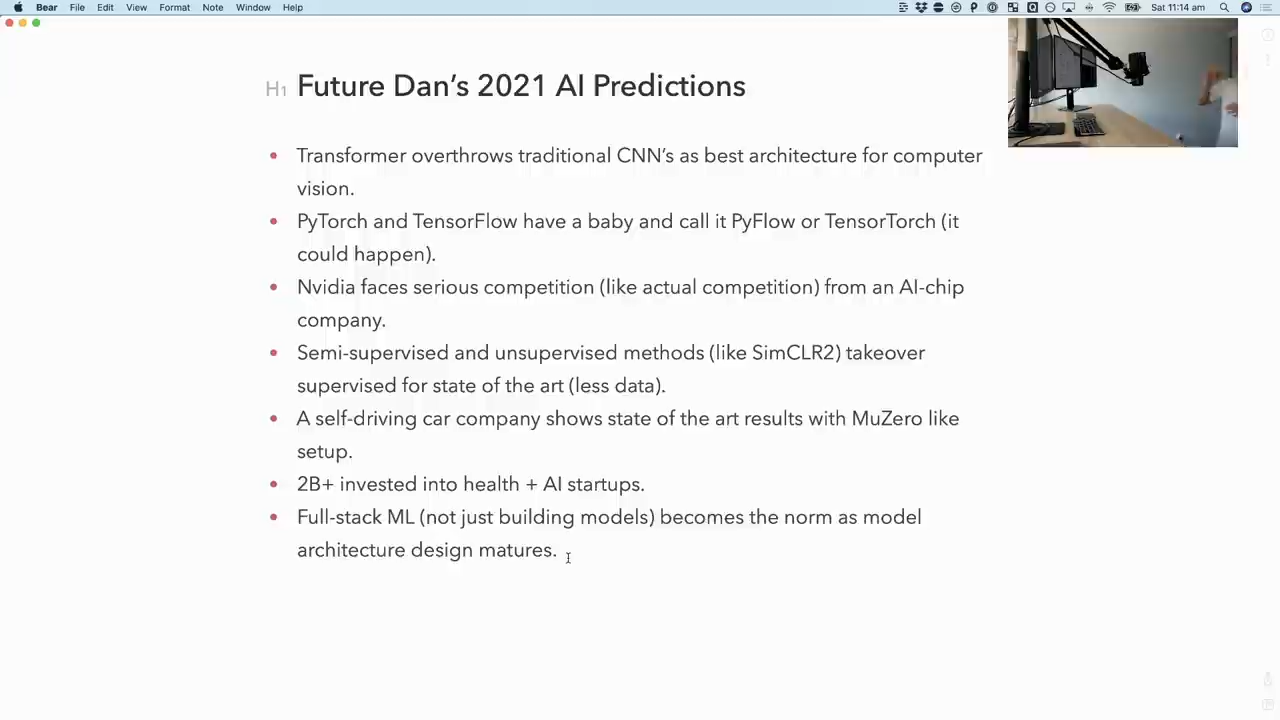 Bear File Edit View Format Note Window Help Sat 11:14 am
H1 Future Dan’s 2021 AI Predictions
• Transformer overthrows traditional CNN’s as best architecture for computer
vision.
• PyTorch and TensorFlow have a baby and call it PyFlow or TensorTorch (it
could happen).
• Nvidia faces serious competition (like actual competition) from an AI-chip
company.
• Semi-supervised and unsupervised methods (like SimCLR2) takeover
supervised for state of the art (less data).
• A self-driving car company shows state of the art results with MuZero like
setup.
• 2B+ invested into health + AI startups.
• Full-stack ML (not just building models) becomes the norm as model
architecture design matures.